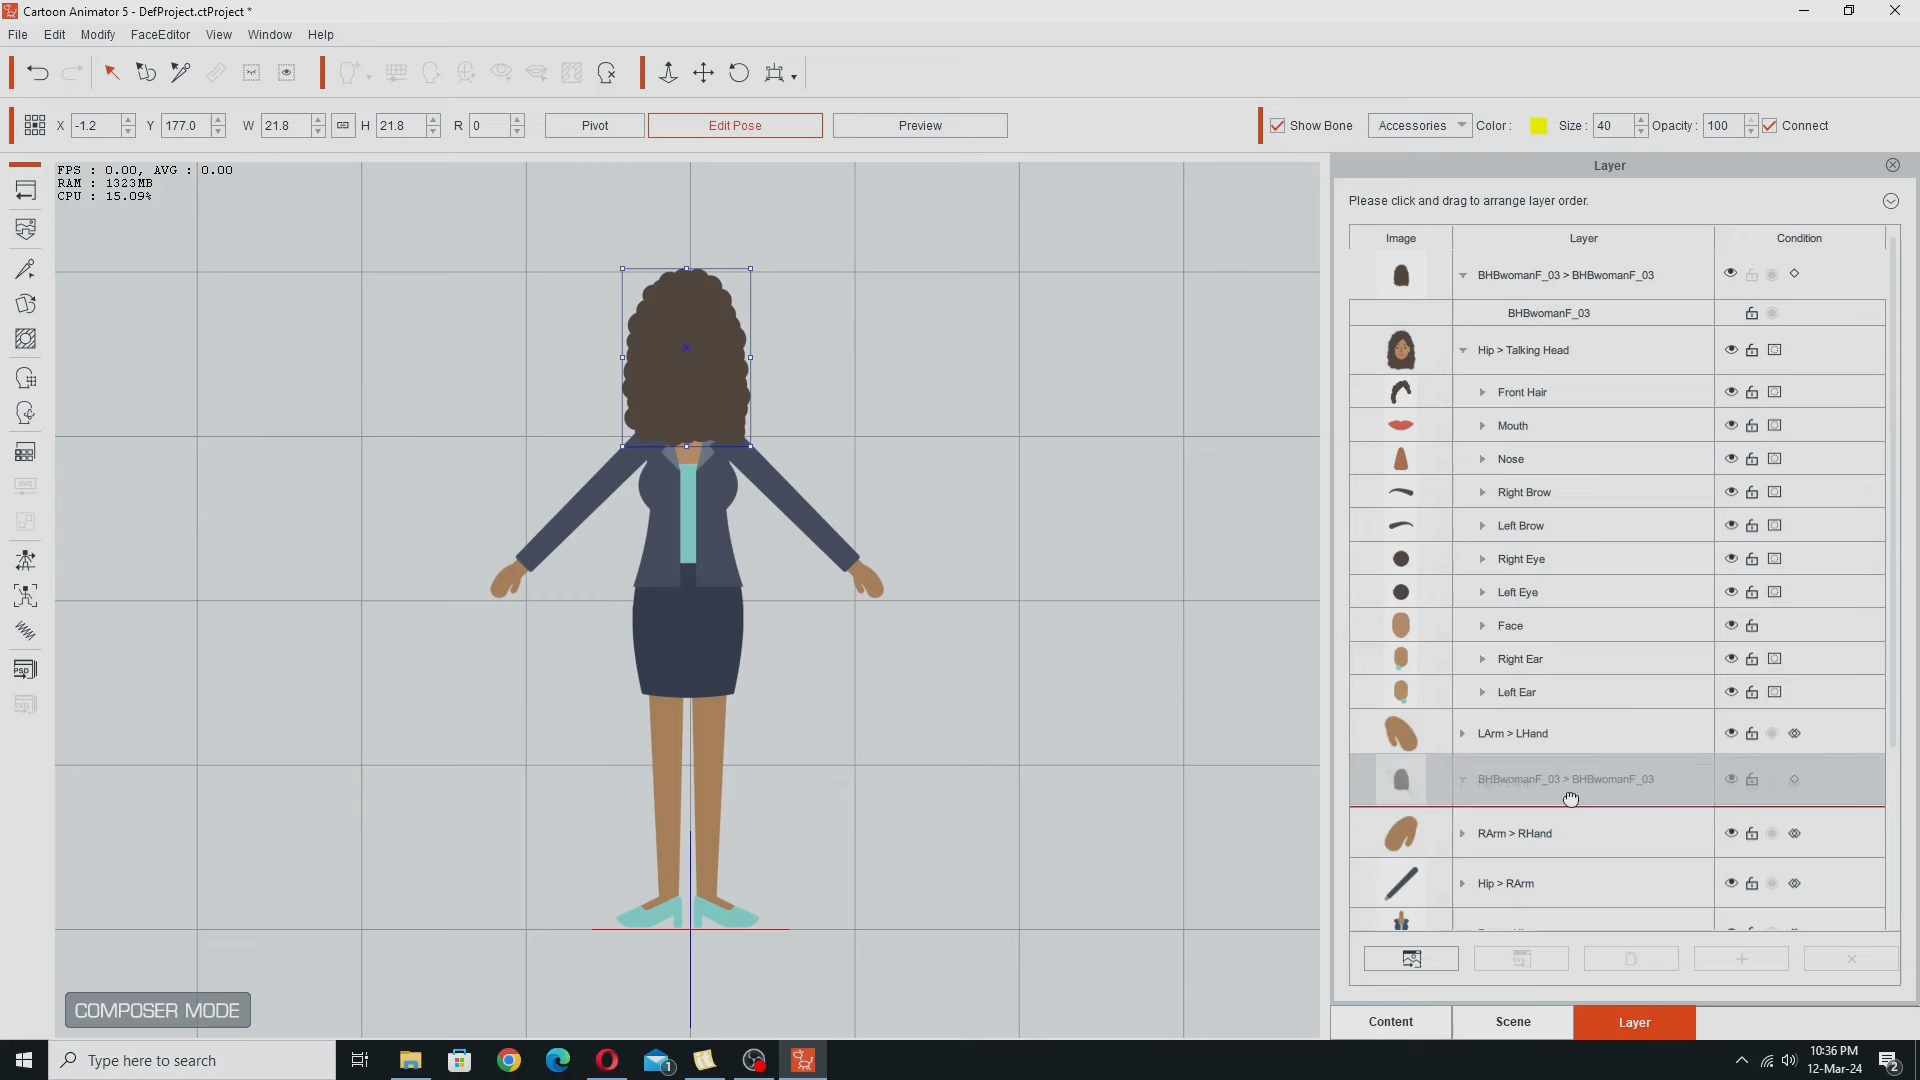 Cartoon Animator 5 - DefProject.ctProject *
File Edit Modify FaceEditor View Window Help
X -1.2 Y 177.0 W 21.8 H 21.8 R 0 Pivot Edit Pose Preview Show Bone Accessories Color : Size : 40 Opacity : 100 Connect
FPS : 0.00, AVG : 0.00
RAM : 1323MB
CPU : 15.09%
Layer
Please click and drag to arrange layer order.
Image Layer Condition
BHBwomanF_03 > BHBwomanF_03
BHBwomanF_03
Hip > Talking Head
Front Hair
Mouth
Nose
Right Brow
Left Brow
Right Eye
Left Eye
Face
Right Ear
Left Ear
LArm > LHand
BHBwomanF_03 > BHBwomanF_03
RArm > RHand
Hip > RArm
SVG
PSD
SVG
COMPOSER MODE
Content Scene Layer
Type here to search
1
10:36 PM
12-Mar-24
2